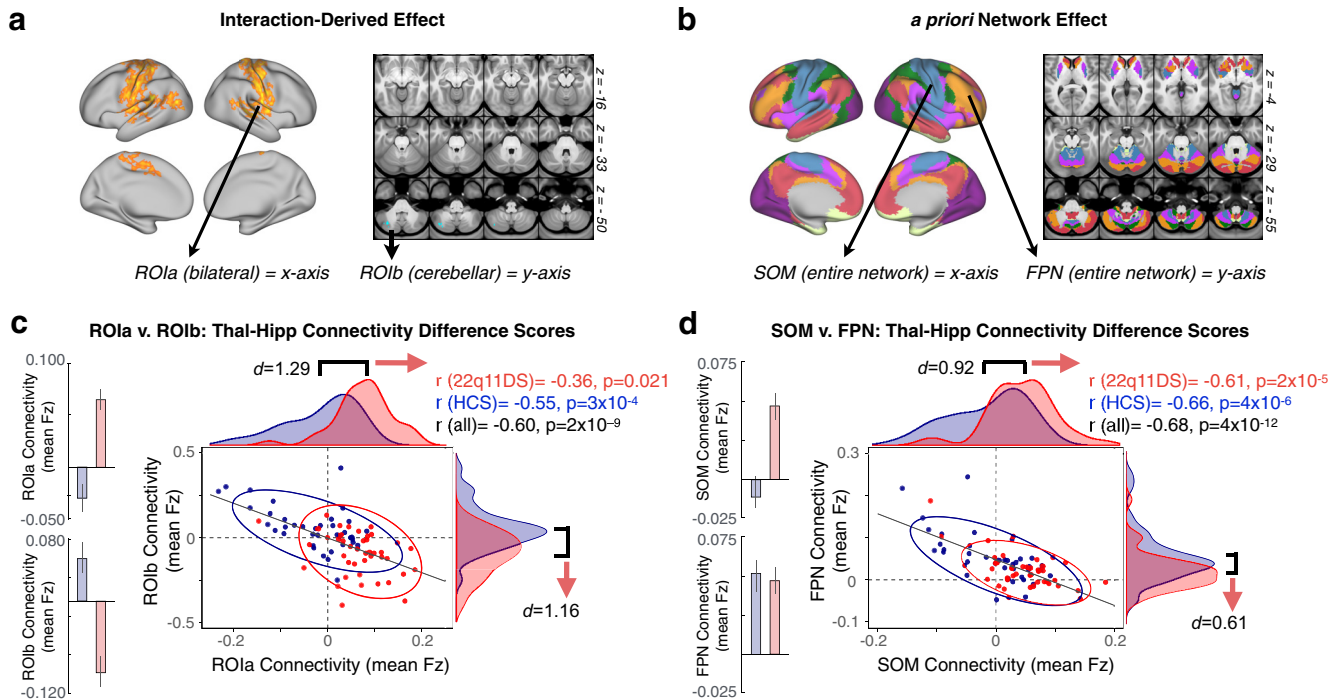 a
Interaction-Derived Effect
z = -16
z = -33
z = -50
ROIa (bilateral) = x-axis
ROIb (cerebellar) = y-axis
b
a priori Network Effect
z = -4
z = -29
z = -55
SOM (entire network) = x-axis
FPN (entire network) = y-axis
c
ROIa v. ROIb: Thal-Hipp Connectivity Difference Scores
0.100
ROIa Connectivity
(mean Fz)
-0.050
0.080
ROIb Connectivity
(mean Fz)
-0.120
d=1.29
r (22q11DS)= -0.36, p=0.021
r (HCS)= -0.55, p=3x10-4
r (all)= -0.60, p=2x10–9
0.5
0
-0.5
ROIb Connectivity
(mean Fz)
-0.2
0
0.2
ROIa Connectivity (mean Fz)
d=1.16
d
SOM v. FPN: Thal-Hipp Connectivity Difference Scores
0.075
SOM Connectivity
(mean Fz)
-0.025
0.075
FPN Connectivity
(mean Fz)
-0.025
d=0.92
r (22q11DS)= -0.61, p=2x10-5
r (HCS)= -0.66, p=4x10-6
r (all)= -0.68, p=4x10-12
0.3
0
-0.1
FPN Connectivity
(mean Fz)
-0.2
0
0.2
SOM Connectivity (mean Fz)
d=0.61